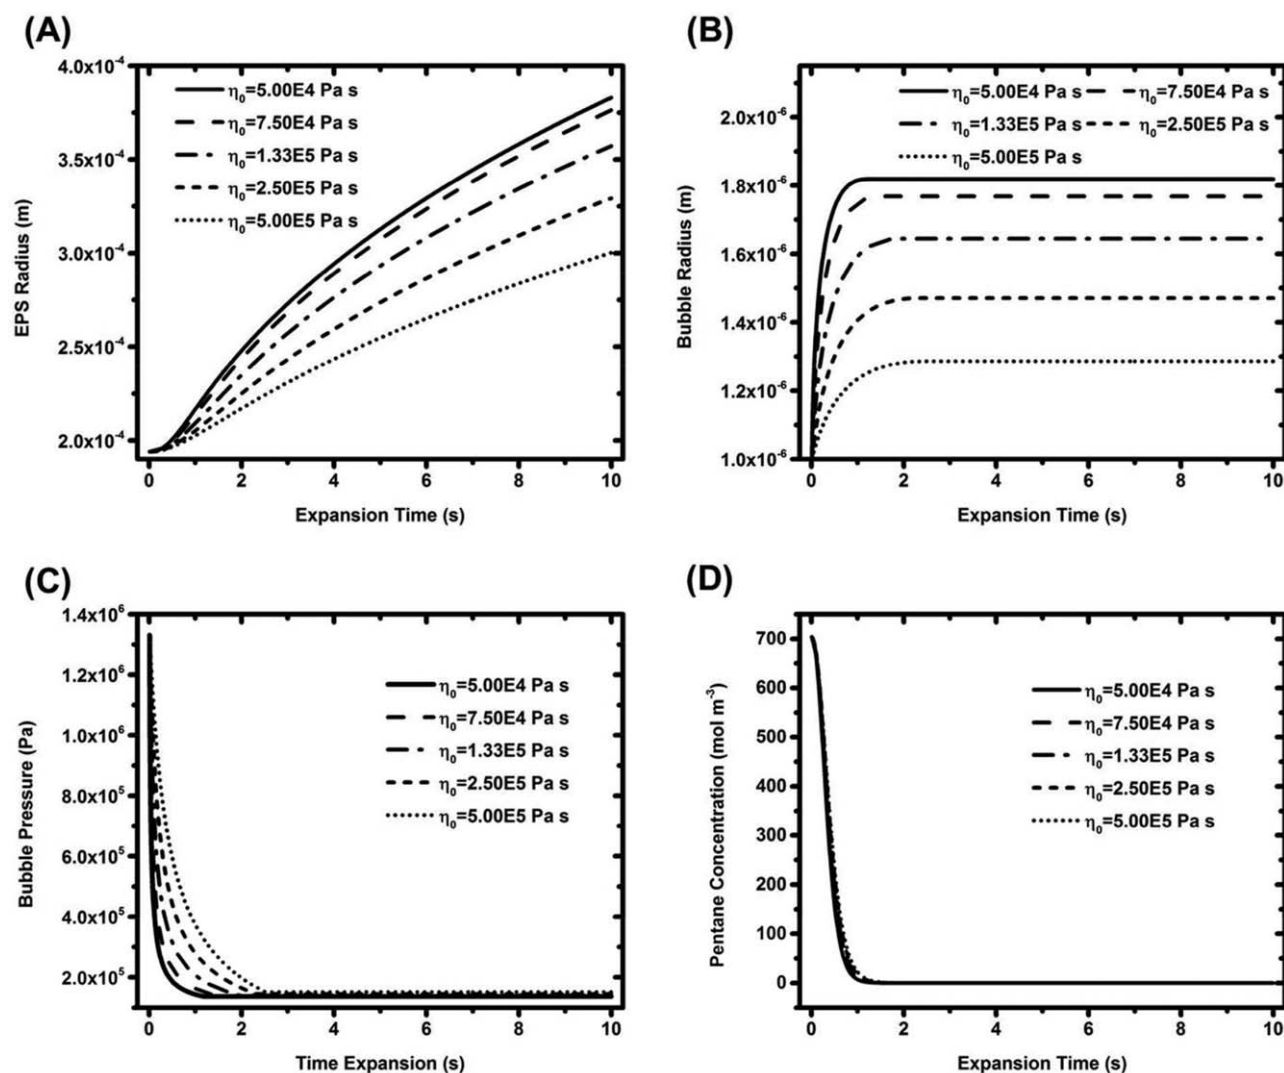 (A)
4.0x10⁻⁴
3.5x10⁻⁴
3.0x10⁻⁴
2.5x10⁻⁴
2.0x10⁻⁴
EPS Radius (m)
η₀=5.00E4 Pa s
η₀=7.50E4 Pa s
η₀=1.33E5 Pa s
η₀=2.50E5 Pa s
η₀=5.00E5 Pa s
0 2 4 6 8 10
Expansion Time (s)
(B)
2.0x10⁻⁶
1.8x10⁻⁶
1.6x10⁻⁶
1.4x10⁻⁶
1.2x10⁻⁶
1.0x10⁻⁶
Bubble Radius (m)
η₀=5.00E4 Pa s η₀=7.50E4 Pa s
η₀=1.33E5 Pa s η₀=2.50E5 Pa s
η₀=5.00E5 Pa s
0 2 4 6 8 10
Expansion Time (s)
(C)
1.4x10⁶
1.2x10⁶
1.0x10⁶
8.0x10⁵
6.0x10⁵
4.0x10⁵
2.0x10⁵
Bubble Pressure (Pa)
η₀=5.00E4 Pa s
η₀=7.50E4 Pa s
η₀=1.33E5 Pa s
η₀=2.50E5 Pa s
η₀=5.00E5 Pa s
0 2 4 6 8 10
Time Expansion (s)
(D)
700
600
500
400
300
200
100
0
Pentane Concentration (mol m⁻³)
η₀=5.00E4 Pa s
η₀=7.50E4 Pa s
η₀=1.33E5 Pa s
η₀=2.50E5 Pa s
η₀=5.00E5 Pa s
0 2 4 6 8 10
Expansion Time (s)